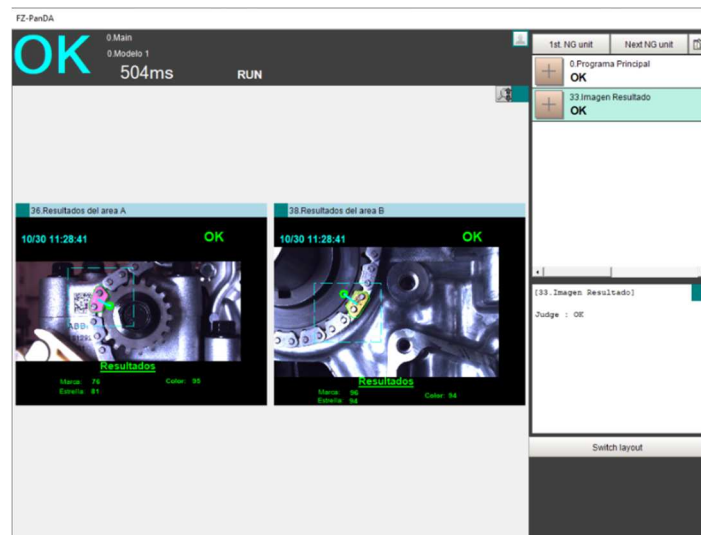 FZ-PanDA
OK
0.Main
0.Modelo 1
504ms
RUN
1st. NG unit
Next NG unit
0.Programa Principal
OK
33.Imagen Resultado
OK
36.Resultados del area A
10/30 11:28:41
OK
Resultados
Marca: 76
Color: 95
Estrella: 81
38.Resultados del area B
10/30 11:28:41
OK
Resultados
Marca: 96
Color: 94
Estrella: 94
[33.Imagen Resultado]
Judge : OK
Switch layout